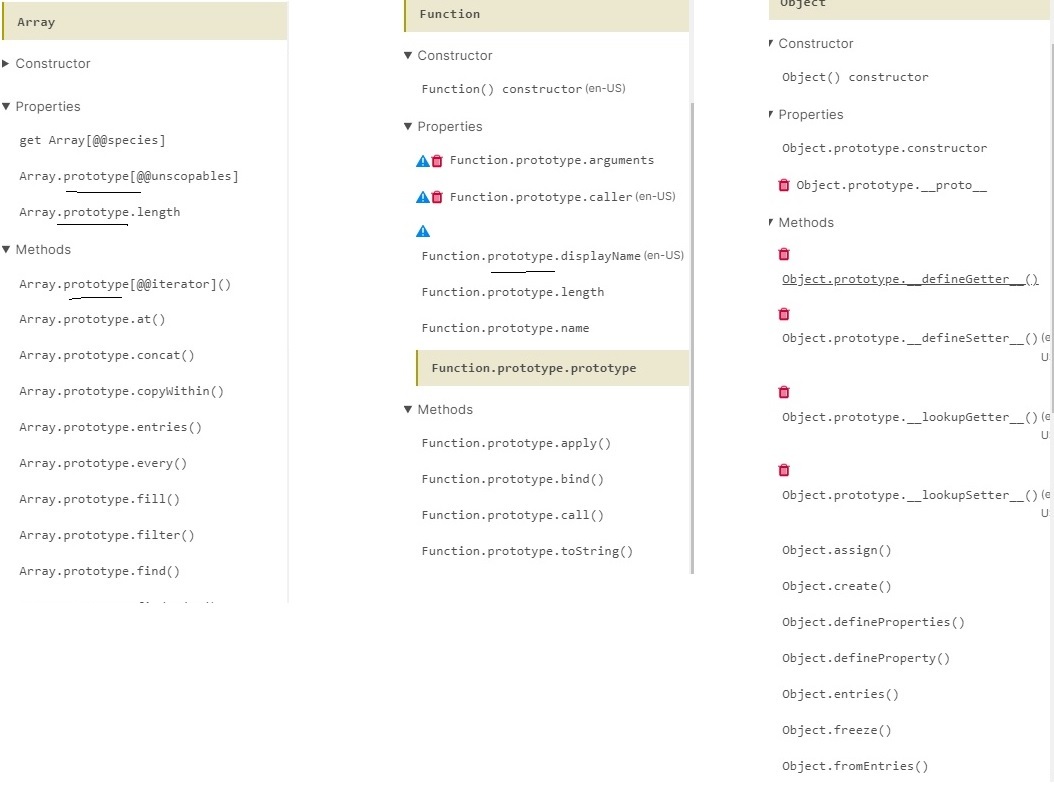 Array
Constructor
Properties
get Array[@@species]
Array.prototype[@@unscopables]
Array.prototype.length
Methods
Array.prototype[@@iterator]()
Array.prototype.at()
Array.prototype.concat()
Array.prototype.copyWithin()
Array.prototype.entries()
Array.prototype.every()
Array.prototype.fill()
Array.prototype.filter()
Array.prototype.find()
Function
Constructor
Function() constructor (en-US)
Properties
Function.prototype.arguments
Function.prototype.caller (en-US)
Function.prototype.displayName (en-US)
Function.prototype.length
Function.prototype.name
Function.prototype.prototype
Methods
Function.prototype.apply()
Function.prototype.bind()
Function.prototype.call()
Function.prototype.toString()
Object
Constructor
Object() constructor
Properties
Object.prototype.constructor
Object.prototype.__proto__
Methods
Object.prototype.__defineGetter__()
Object.prototype.__defineSetter__() (e
U
Object.prototype.__lookupGetter__() (e
U
Object.prototype.__lookupSetter__() (e
U
Object.assign()
Object.create()
Object.defineProperties()
Object.defineProperty()
Object.entries()
Object.freeze()
Object.fromEntries()